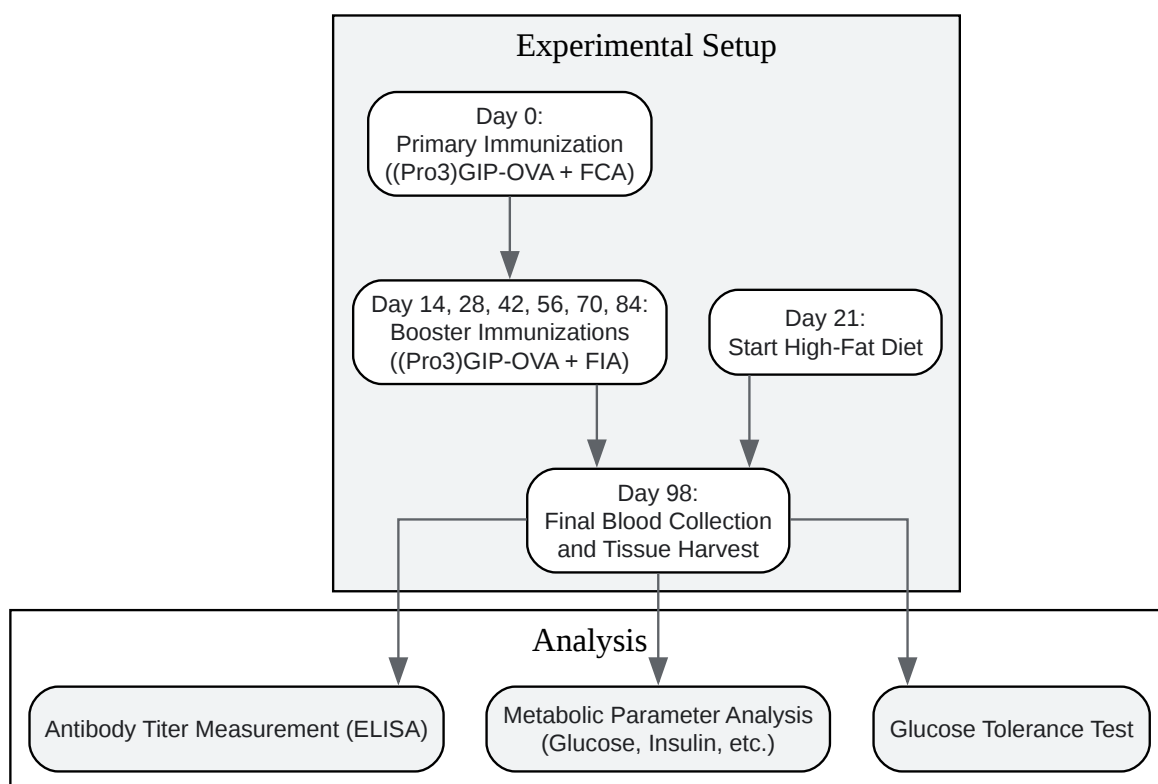 Experimental Setup
Day 0:
Primary Immunization
((Pro3)GIP-OVA + FCA)
Day 14, 28, 42, 56, 70, 84:
Booster Immunizations
((Pro3)GIP-OVA + FIA)
Day 21:
Start High-Fat Diet
Day 98:
Final Blood Collection
and Tissue Harvest
Analysis
Antibody Titer Measurement (ELISA)
Metabolic Parameter Analysis
(Glucose, Insulin, etc.)
Glucose Tolerance Test